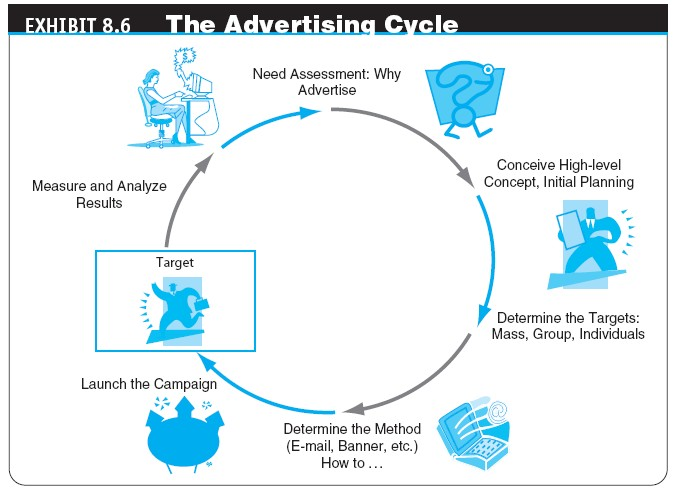 EXHIBIT 8.6 The Advertising Cycle
$
Need Assessment: Why
Advertise
Conceive High-level
Concept, Initial Planning
Determine the Targets:
Mass, Group, Individuals
Determine the Method
(E-mail, Banner, etc.)
How to ...
Launch the Campaign
Target
Measure and Analyze
Results